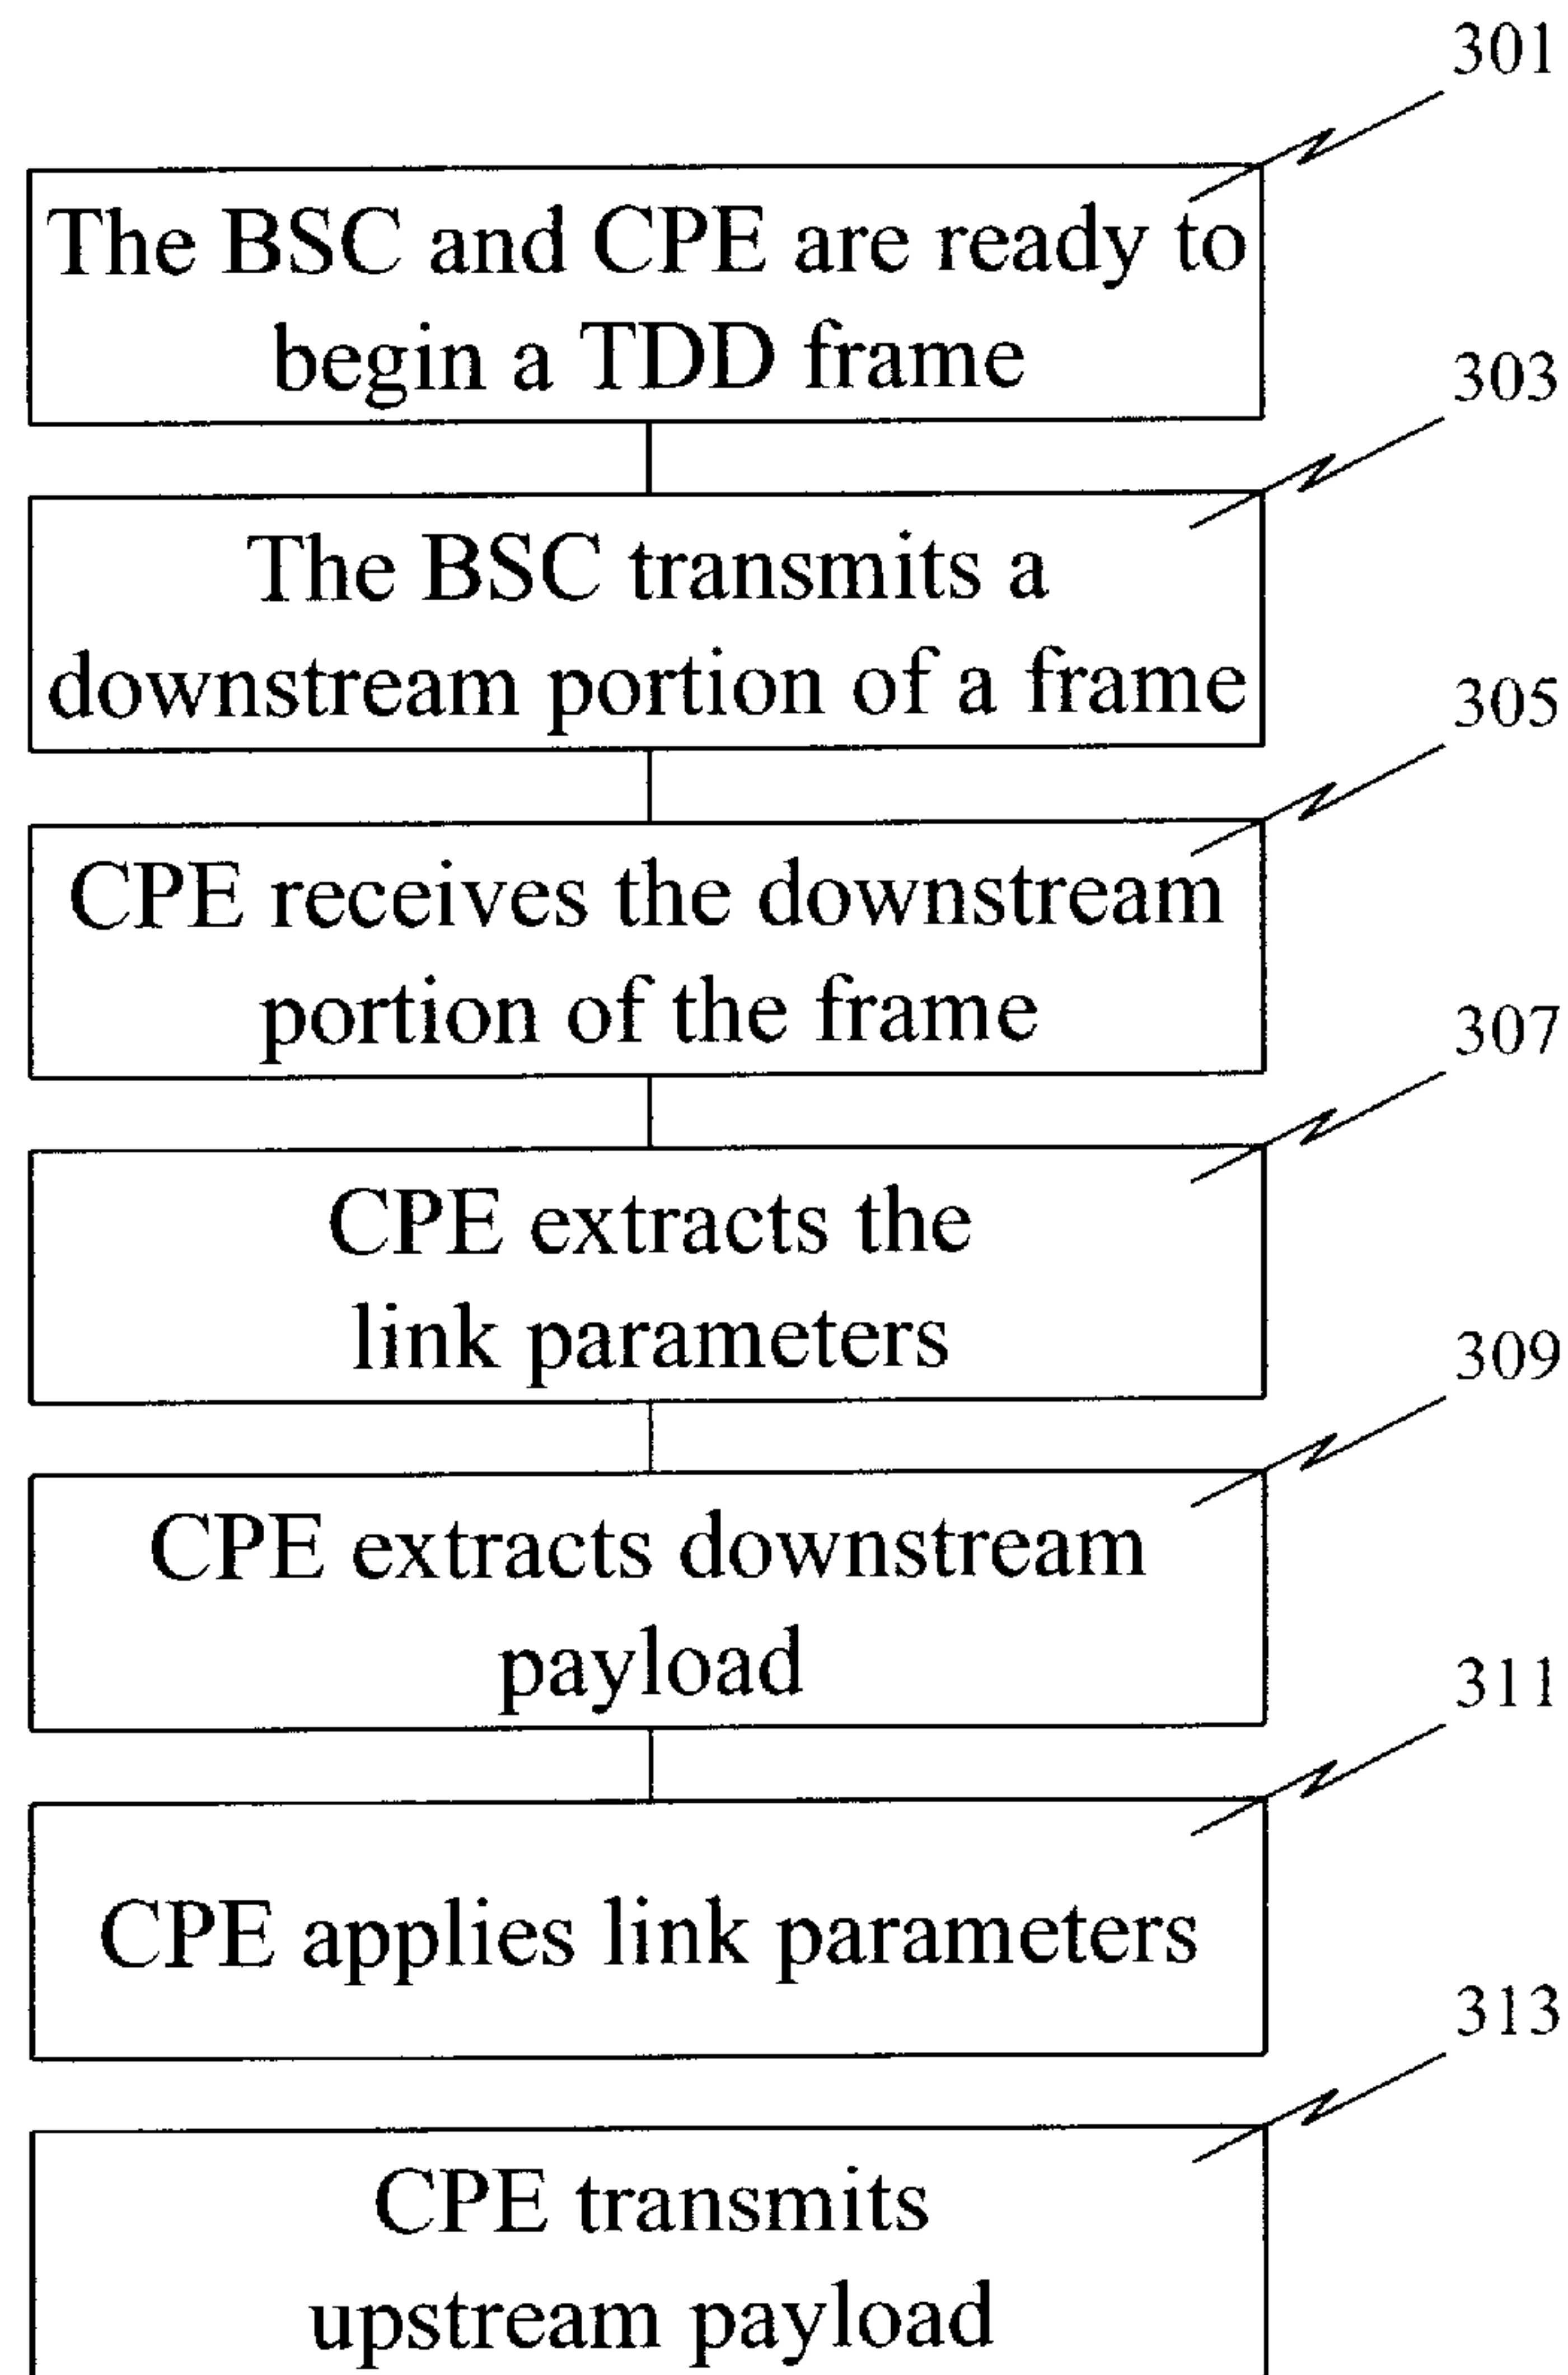 301
The BSC and CPE are ready to
begin a TDD frame
303
The BSC transmits a
downstream portion of a frame
305
CPE receives the downstream
portion of the frame
307
CPE extracts the
link parameters
309
CPE extracts downstream
payload
311
CPE applies link parameters
313
CPE transmits
upstream payload